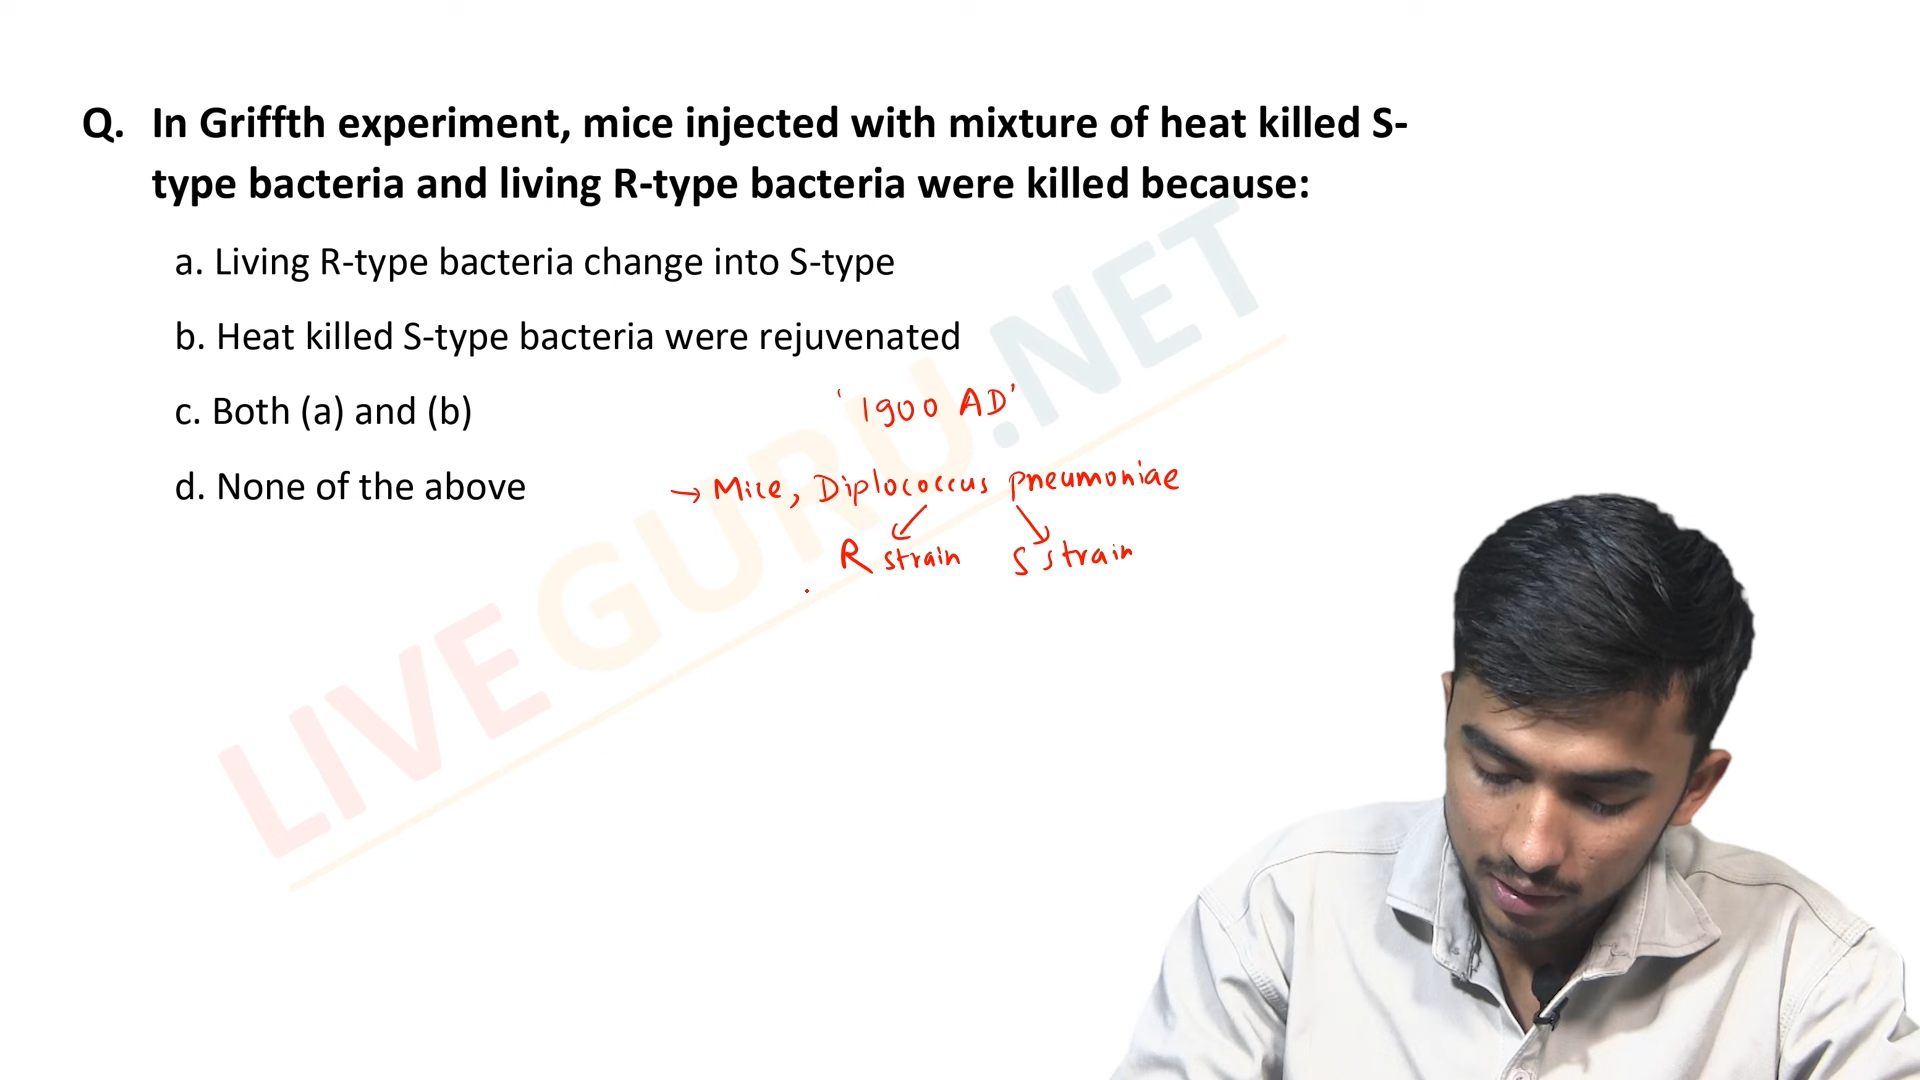 Q. In Griffth experiment, mice injected with mixture of heat killed S-
type bacteria and living R-type bacteria were killed because:
a. Living R-type bacteria change into S-type
b. Heat killed S-type bacteria were rejuvenated
c. Both (a) and (b)
'1900 AD'
d. None of the above
→ Mice, Diplococcus pneumoniae
R strain S strain
LIVEGURU.NET